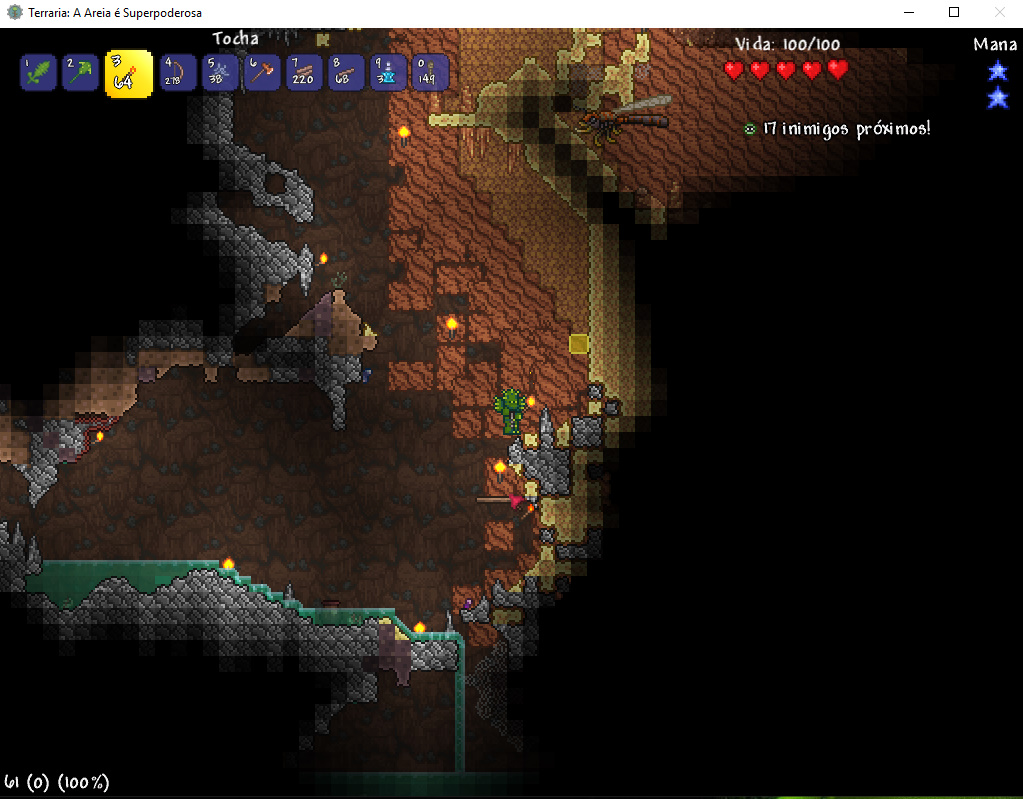 Terraria: A Areia é Superpoderosa
Tocha
Vida: 100/100
Mana
1
2
3
64
4
278
5
38
6
7
220
8
68
9
3
0
149
17 inimigos próximos!
61 (0) (100%)